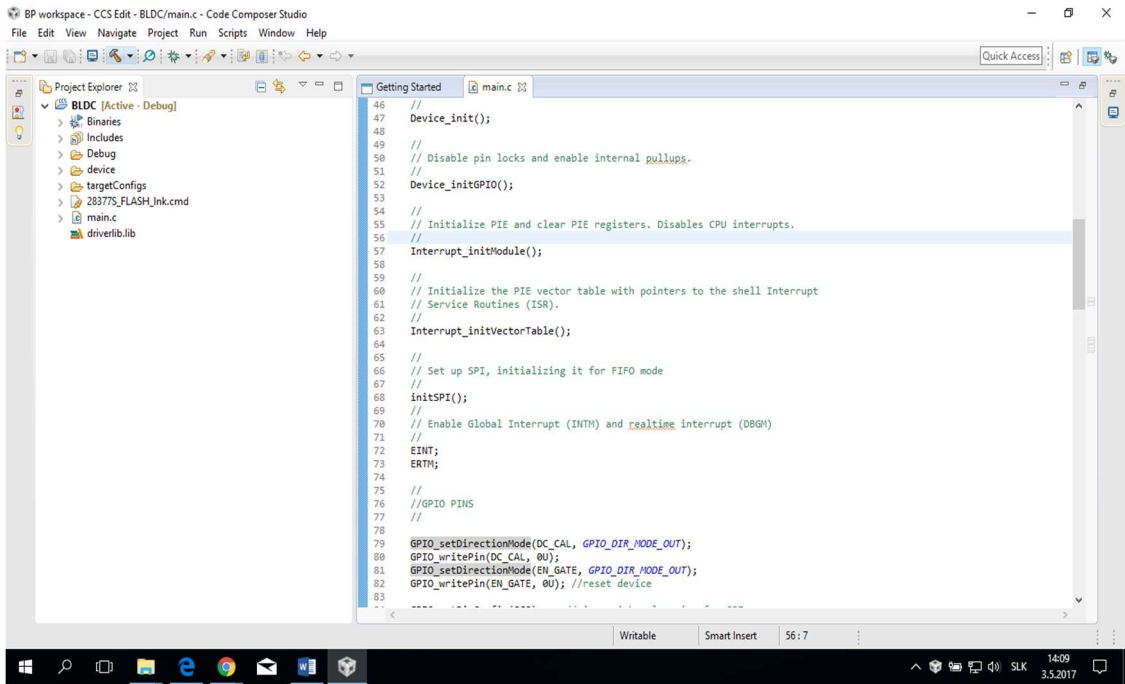 BP workspace - CCS Edit - BLDC/main.c - Code Composer Studio
File Edit View Navigate Project Run Scripts Window Help
Quick Access
Project Explorer
Getting Started
main.c
BLDC [Active - Debug]
Binaries
Includes
Debug
device
targetConfigs
28377S_FLASH_lnk.cmd
main.c
driverlib.lib
46 //
47 Device_init();
48
49 //
50 // Disable pin locks and enable internal pullups.
51 //
52 Device_initGPIO();
53
54 //
55 // Initialize PIE and clear PIE registers. Disables CPU interrupts.
56 //
57 Interrupt_initModule();
58
59 //
60 // Initialize the PIE vector table with pointers to the shell Interrupt
61 // Service Routines (ISR).
62 //
63 Interrupt_initVectorTable();
64
65 //
66 // Set up SPI, initializing it for FIFO mode
67 //
68 initSPI();
69 //
70 // Enable Global Interrupt (INTM) and realtime interrupt (DBGM)
71 //
72 EINT;
73 ERTM;
74
75 //
76 //GPIO PINS
77 //
78
79 GPIO_setDirectionMode(DC_CAL, GPIO_DIR_MODE_OUT);
80 GPIO_writePin(DC_CAL, 0U);
81 GPIO_setDirectionMode(EN_GATE, GPIO_DIR_MODE_OUT);
82 GPIO_writePin(EN_GATE, 0U); //reset device
83
Writable Smart Insert 56 : 7
SLK
14:09
3.5.2017